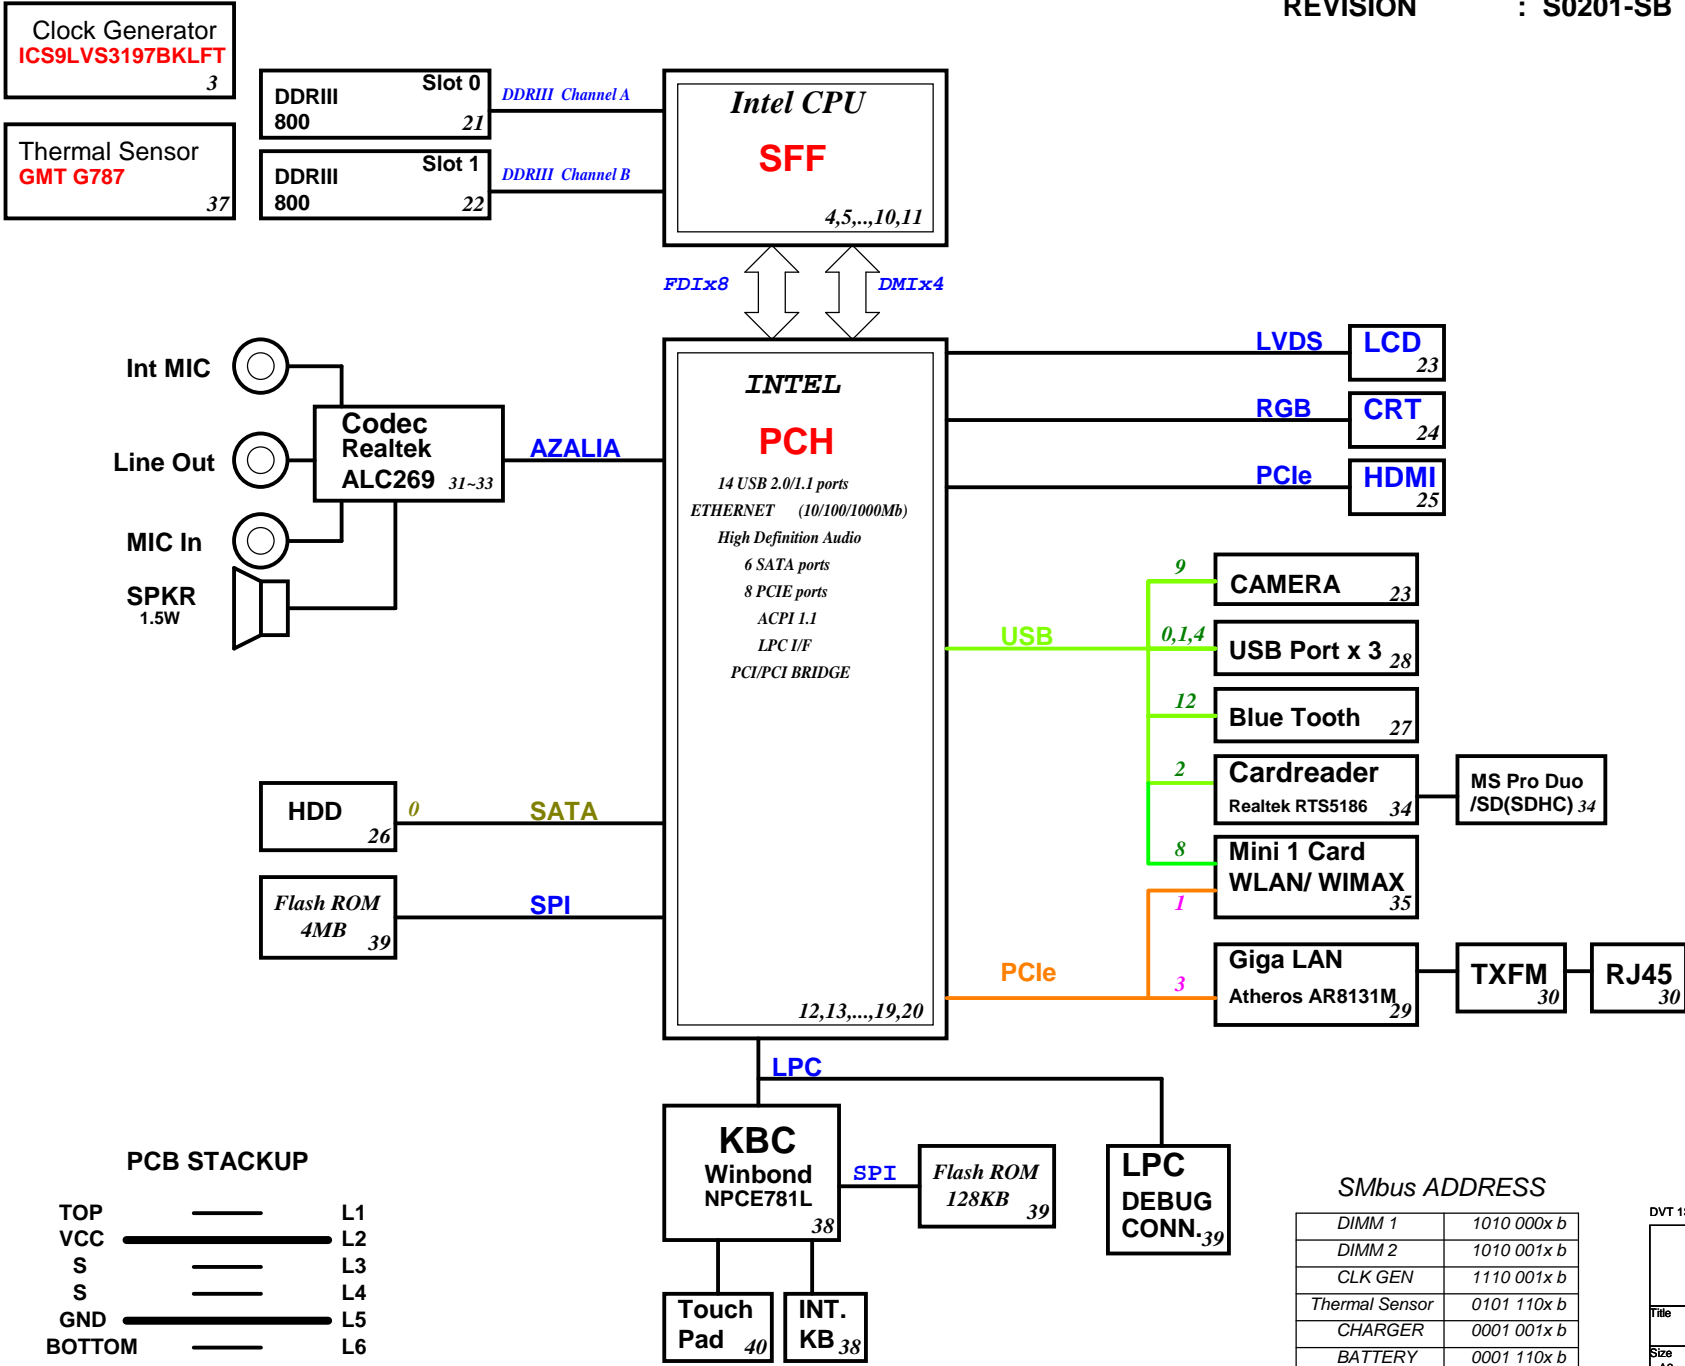 REVISION : S0201-SB
Clock Generator
ICS9LVS3197BKLFT
3
Thermal Sensor
GMT G787
37
DDRIII
800
Slot 0
21
DDRIII Channel A
DDRIII
800
Slot 1
22
DDRIII Channel B
Intel CPU
SFF
4,5,..,10,11
FDIx8
DMIx4
Int MIC
Line Out
MIC In
SPKR
1.5W
Codec
Realtek
ALC269 31~33
AZALIA
INTEL
PCH
14 USB 2.0/1.1 ports
ETHERNET (10/100/1000Mb)
High Definition Audio
6 SATA ports
8 PCIE ports
ACPI 1.1
LPC I/F
PCI/PCI BRIDGE
12,13,...,19,20
LVDS
LCD
23
RGB
CRT
24
PCIe
HDMI
25
USB
9
CAMERA
23
0,1,4
USB Port x 3
28
12
Blue Tooth
27
2
Cardreader
Realtek RTS5186
34
MS Pro Duo
/SD(SDHC) 34
8
Mini 1 Card
WLAN/ WIMAX
35
1
PCIe
3
Giga LAN
Atheros AR8131M
29
TXFM
30
RJ45
30
HDD
26
0
SATA
Flash ROM
4MB
39
SPI
LPC
KBC
Winbond
NPCE781L
38
SPI
Flash ROM
128KB
39
LPC
DEBUG
CONN.
39
Touch
Pad
40
INT.
KB
38
PCB STACKUP
TOP L1
VCC L2
S L3
S L4
GND L5
BOTTOM L6
SMbus ADDRESS
DIMM 1 1010 000x b
DIMM 2 1010 001x b
CLK GEN 1110 001x b
Thermal Sensor 0101 110x b
CHARGER 0001 001x b
BATTERY 0001 110x b
DVT
Title
Size